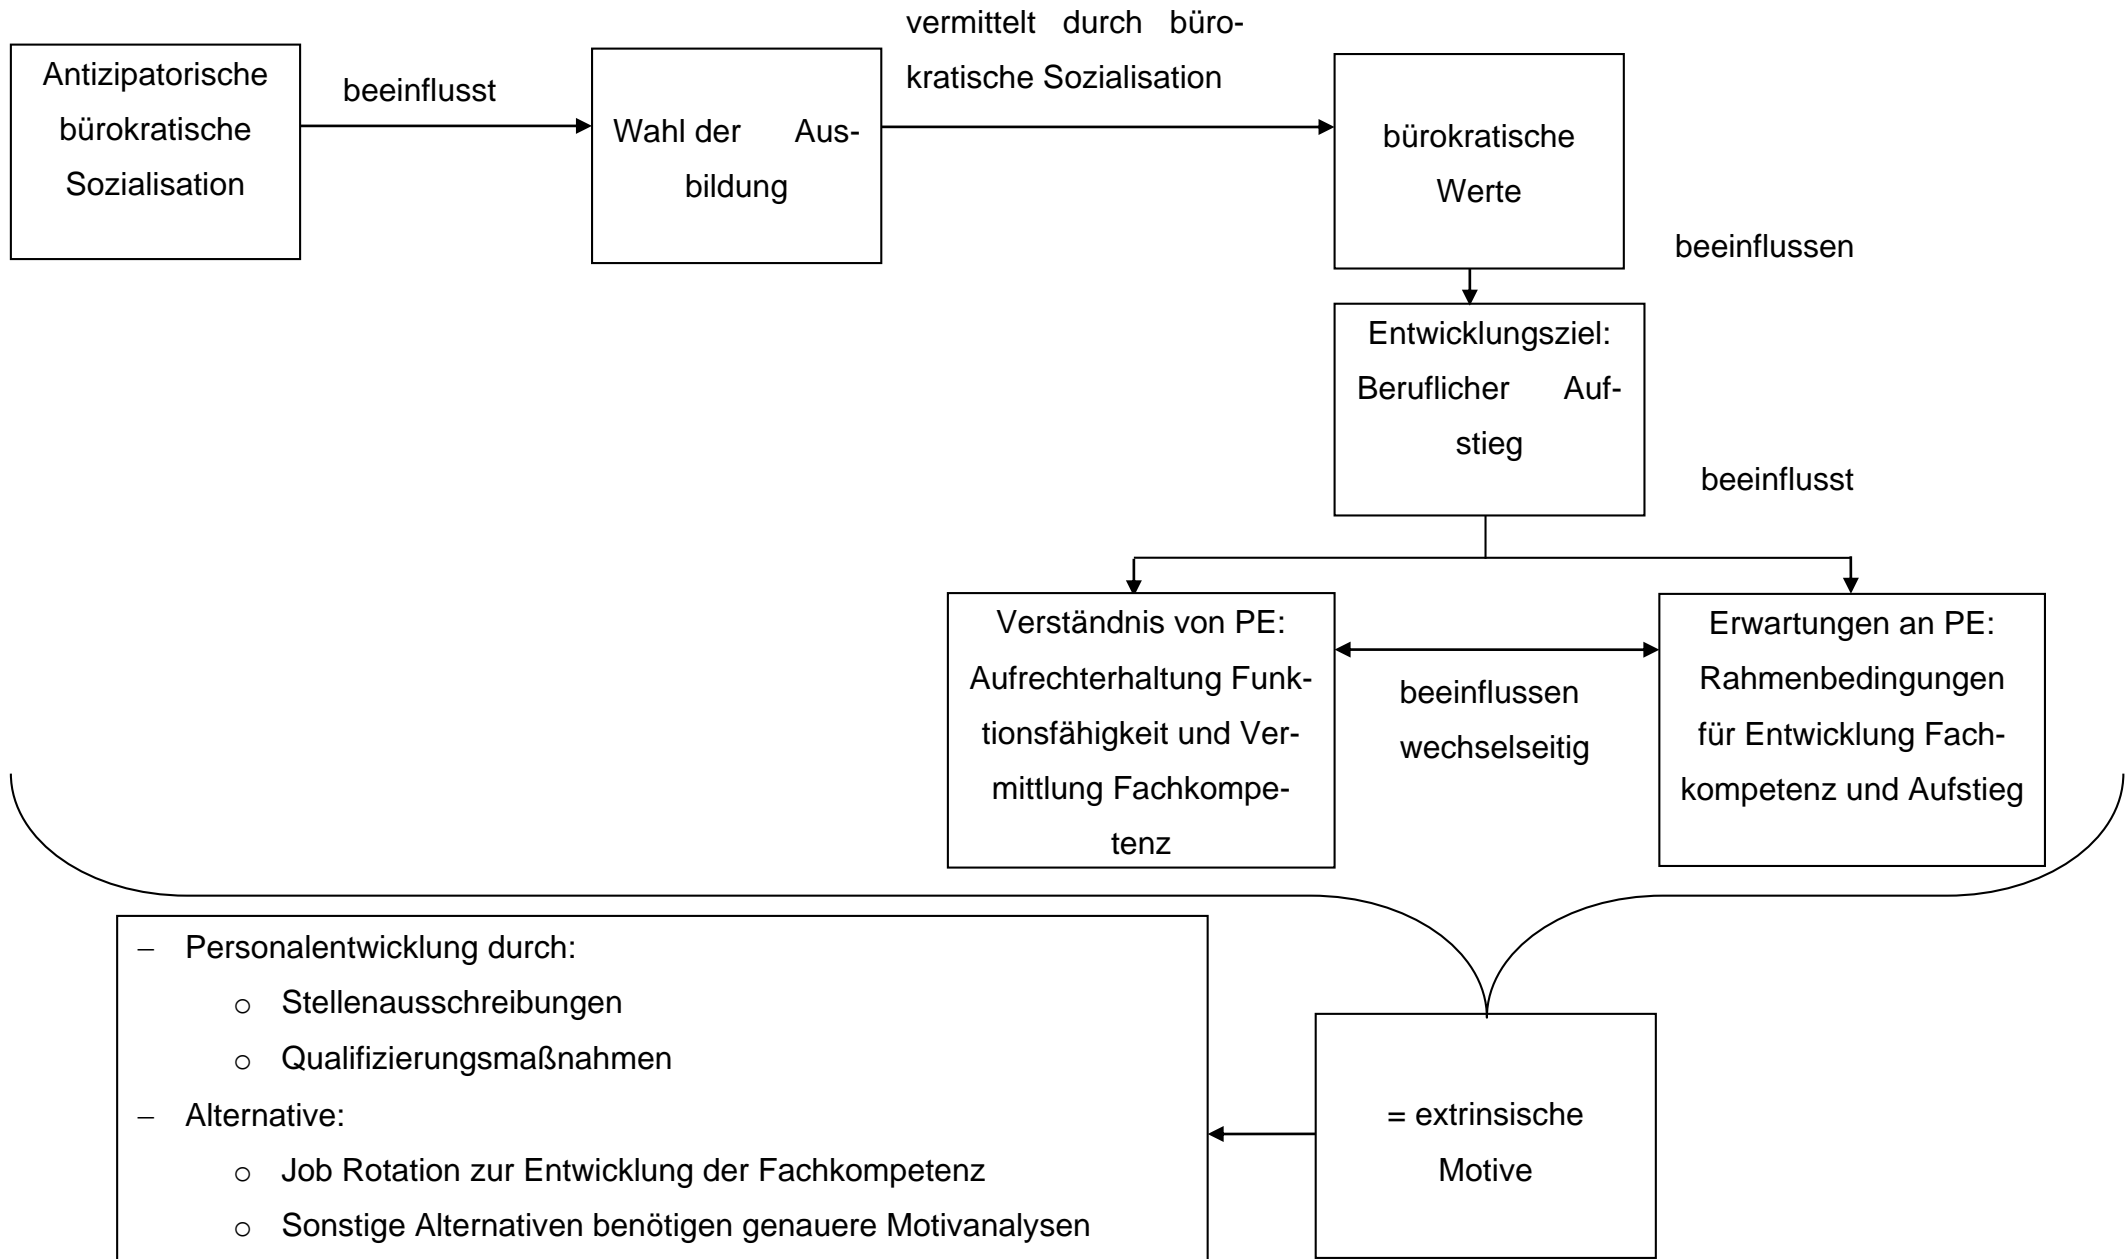 Antizipatorische
bürokratische
Sozialisation
beeinflusst
Wahl der Aus-
bildung
vermittelt durch büro-
kratische Sozialisation
bürokratische
Werte
beeinflussen
Entwicklungsziel:
Beruflicher Auf-
stieg
beeinflusst
Verständnis von PE:
Aufrechterhaltung Funk-
tionsfähigkeit und Ver-
mittlung Fachkompe-
tenz
beeinflussen
wechselseitig
Erwartungen an PE:
Rahmenbedingungen
für Entwicklung Fach-
kompetenz und Aufstieg
– Personalentwicklung durch:
o Stellenausschreibungen
o Qualifizierungsmaßnahmen
– Alternative:
o Job Rotation zur Entwicklung der Fachkompetenz
o Sonstige Alternativen benötigen genauere Motivanalysen
= extrinsische
Motive